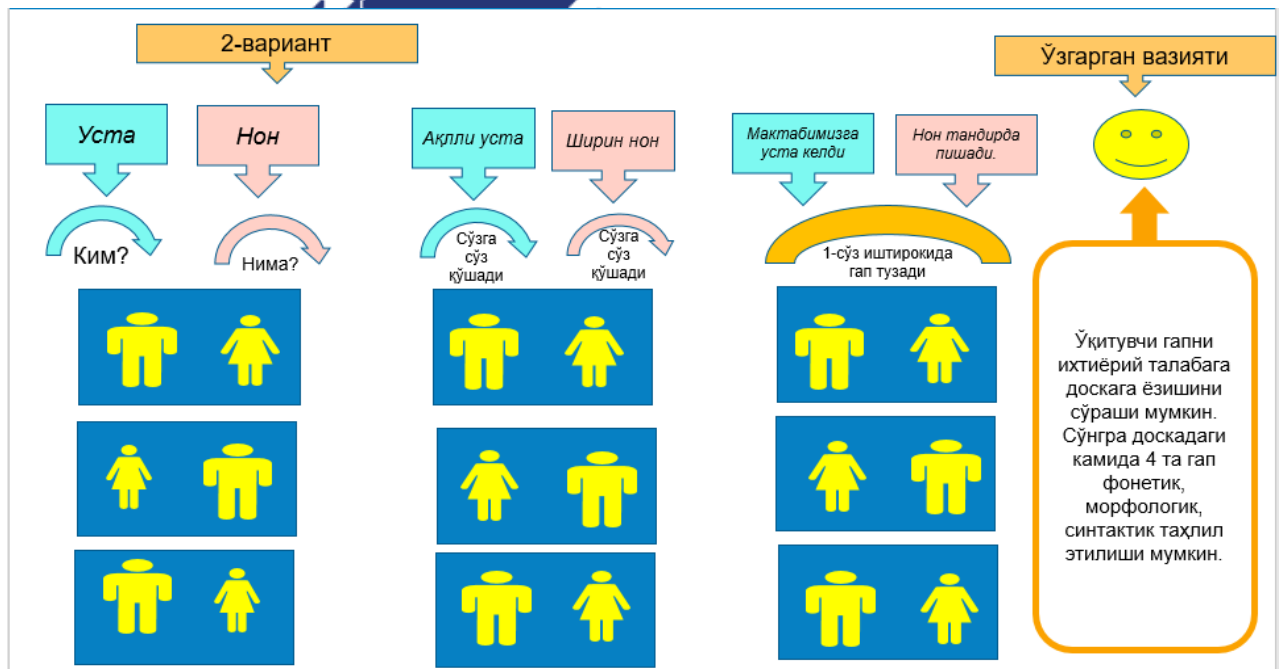 2-вариант
Ўзгарган вазияти
Уста
Нон
Ақлли уста
Ширин нон
Мактабимизга
уста келди
Нон тандирда
пишади.
Ким?
Нима?
Сўзга
сўз
қўшади
Сўзга
сўз
қўшади
1-сўз иштирокида
гап тузади
Ўқитувчи гапни
ихтиёрий талабага
доскага ёзишини
сўраши мумкин.
Сўнгра доскадаги
камида 4 та гап
фонетик,
морфологик,
синтактик таҳлил
этилиши мумкин.